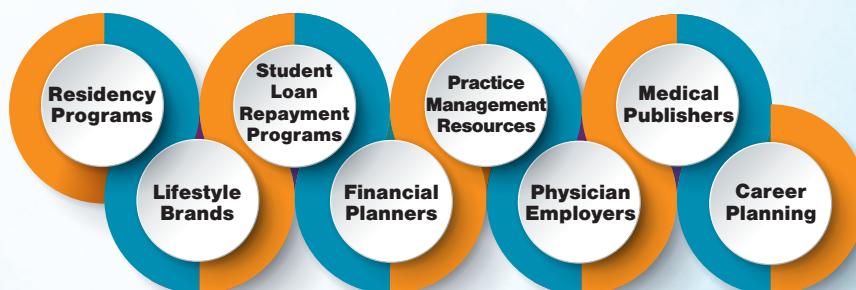 Residency
Programs
Student
Loan
Repayment
Programs
Practice
Management
Resources
Medical
Publishers
Lifestyle
Brands
Financial
Planners
Physician
Employers
Career
Planning